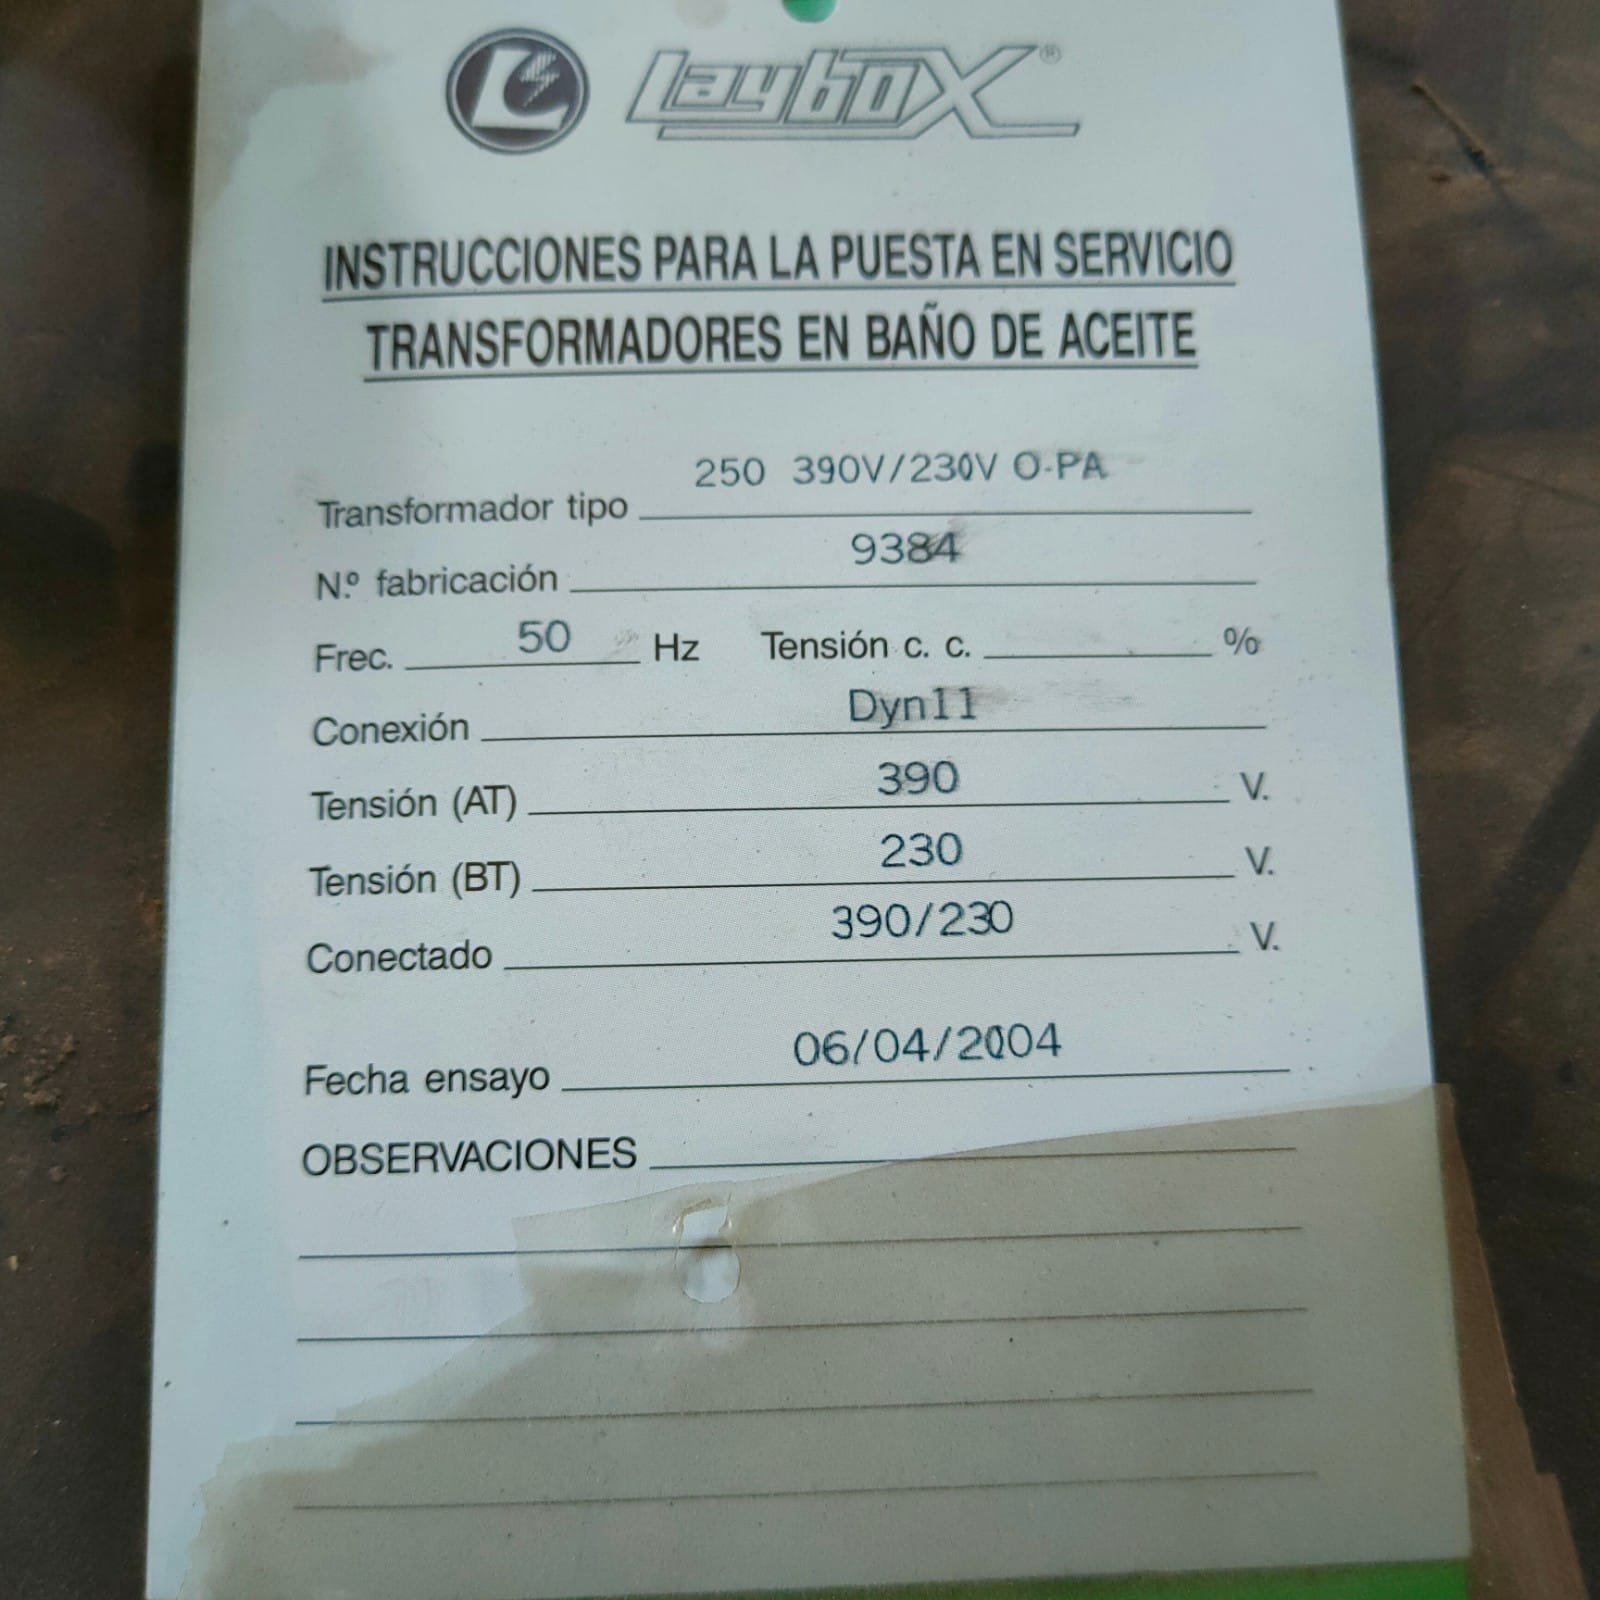 L Laybox®
INSTRUCCIONES PARA LA PUESTA EN SERVICIO
TRANSFORMADORES EN BAÑO DE ACEITE
Transformador tipo 250 390V/230V O-PA
N.º fabricación 9384
Frec. 50 Hz Tensión c. c. %
Conexión Dyn11
Tensión (AT) 390 V.
Tensión (BT) 230 V.
Conectado 390/230 V.
Fecha ensayo 06/04/2004
OBSERVACIONES